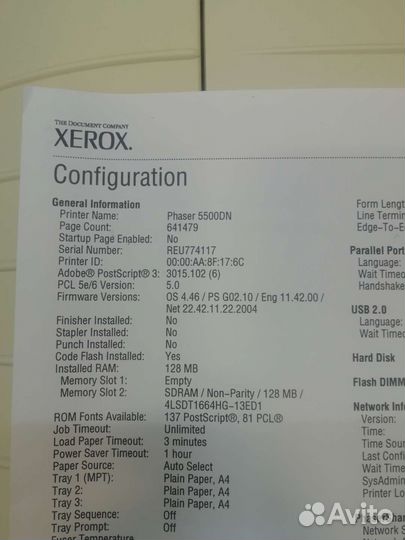 THE DOCUMENT COMPANY
XEROX.
Configuration
General Information
Printer Name: Phaser 5500DN
Page Count: 641479
Startup Page Enabled: No
Serial Number: REU774117
Printer ID: 00:00:AA:8F:17:6C
Adobe® PostScript® 3: 3015.102 (6)
PCL 5e/6 Version: 5.0
Firmware Versions: OS 4.46 / PS G02.10 / Eng 11.42.00 /
Net 22.42.11.22.2004
Finisher Installed: No
Stapler Installed: No
Punch Installed: No
Code Flash Installed: Yes
Installed RAM: 128 MB
Memory Slot 1: Empty
Memory Slot 2: SDRAM / Non-Parity / 128 MB /
4LSDT1664HG-13ED1
ROM Fonts Available: 137 PostScript®, 81 PCL®
Job Timeout: Unlimited
Load Paper Timeout: 3 minutes
Power Saver Timeout: 1 hour
Paper Source: Auto Select
Tray 1 (MPT): Plain Paper, A4
Tray 2: Plain Paper, A4
Tray 3: Plain Paper, A4
Tray Sequence: Off
Tray Prompt: Off
Fuser Temperature
Form Lengt
Line Termin
Edge-To-E
Parallel Port
Language:
Wait Timeo
Handshake
USB 2.0
Language:
Wait Timeo
Hard Disk
Flash DIMM
Network Inf
Version:
Time:
Time Sour
Last Confi
Wait Time
SysAdmin
Printer Lo
Avito